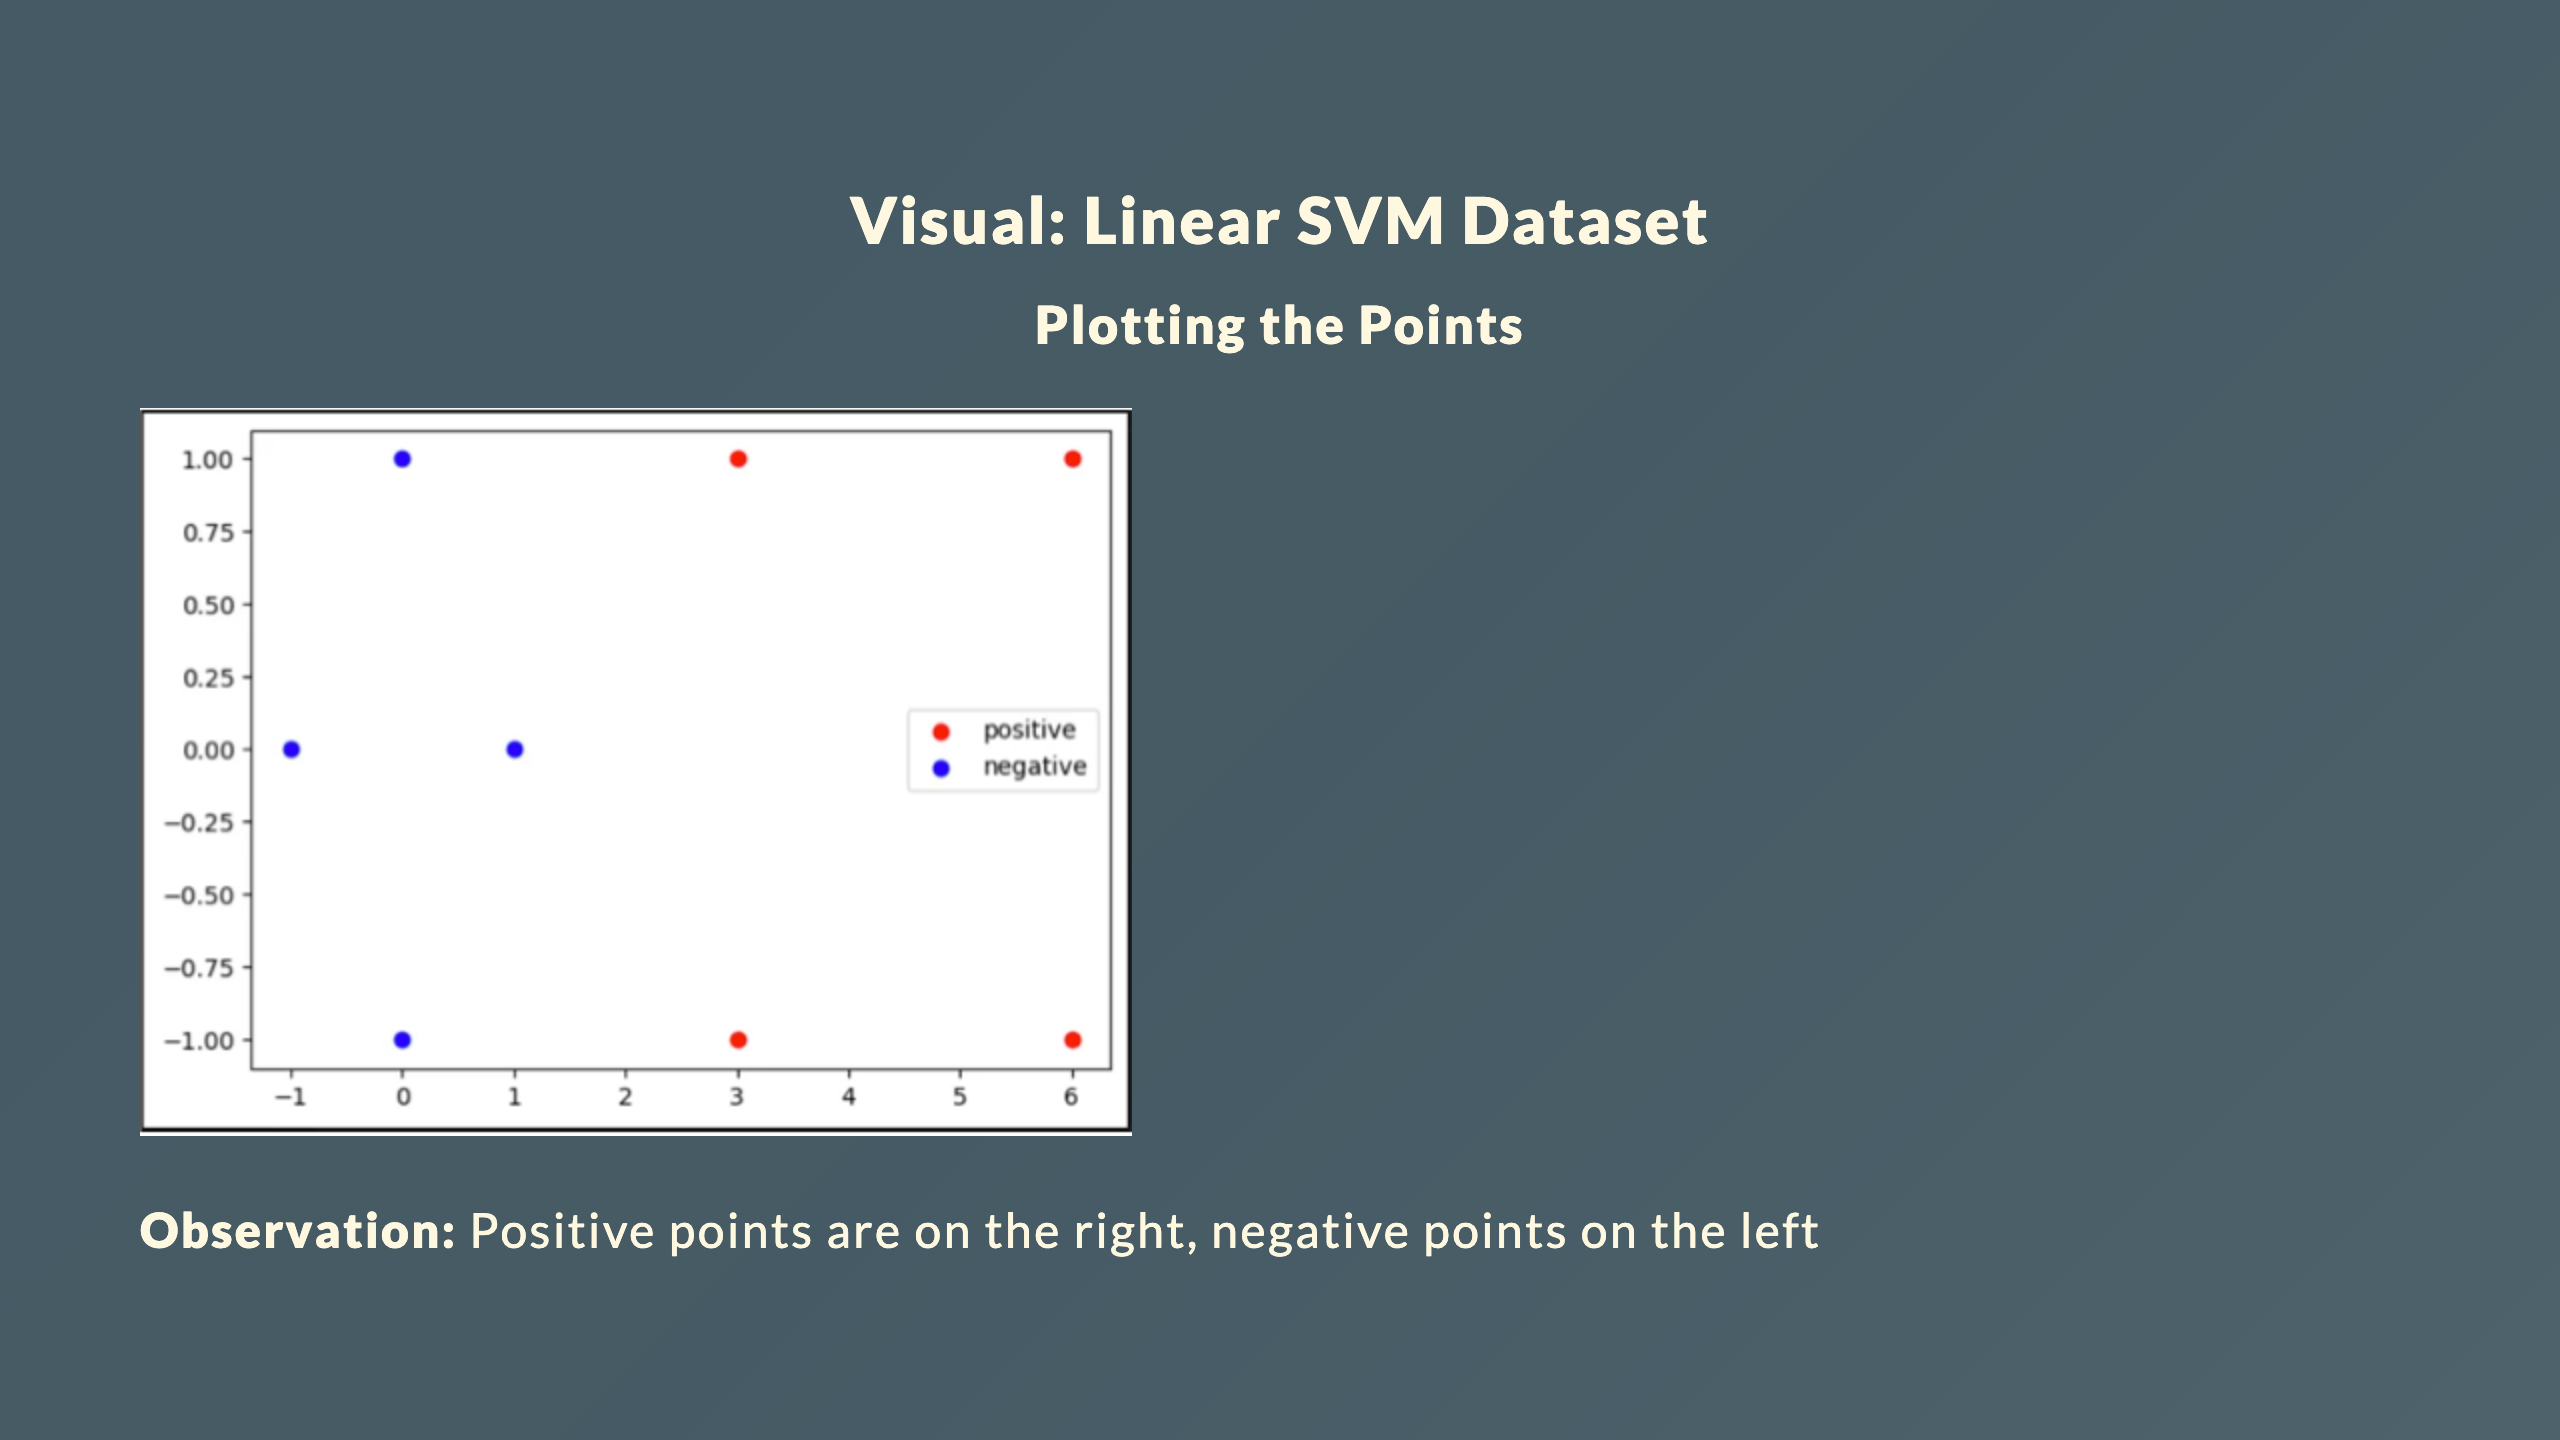 Visual: Linear SVM Dataset
Plotting the Points
1.00
0.75
0.50
0.25
0.00
−0.25
−0.50
−0.75
−1.00
positive
negative
−1 0 1 2 3 4 5 6
Observation: Positive points are on the right, negative points on the left